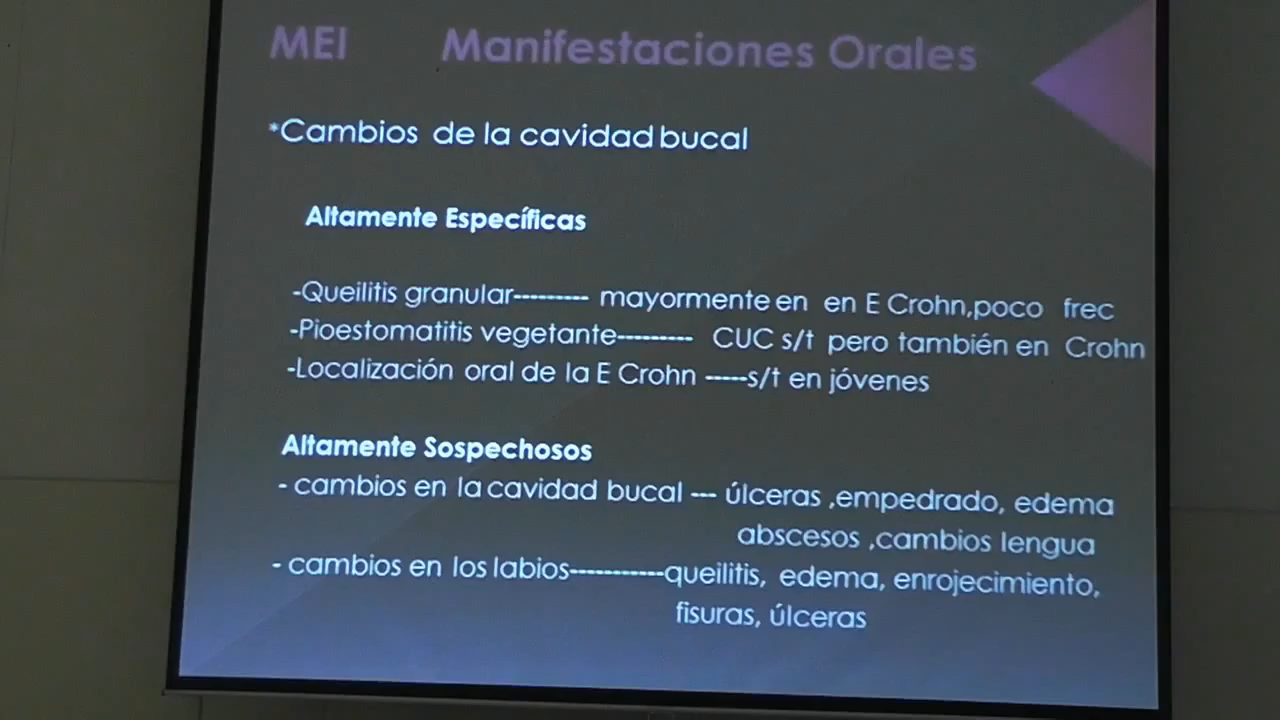 MEI Manifestaciones Orales
*Cambios de la cavidad bucal
Altamente Específicas
-Queilitis granular--------- mayormente en en E Crohn,poco frec
-Pioestomatitis vegetante--------- CUC s/t pero también en Crohn
-Localización oral de la E Crohn -----s/t en jóvenes
Altamente Sospechosos
- cambios en la cavidad bucal --- úlceras ,empedrado, edema
abscesos ,cambios lengua
- cambios en los labios-----------queilitis, edema, enrojecimiento,
fisuras, úlceras